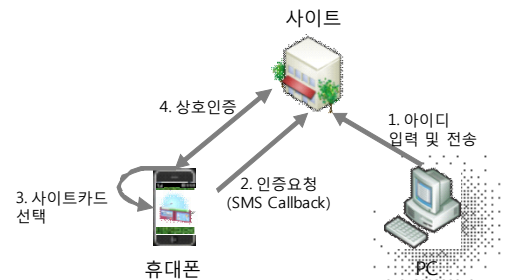 사이트
4. 상호인증
1. 아이디
입력 및 전송
3. 사이트카드
선택
2. 인증요청
(SMS Callback)
휴대폰
PC